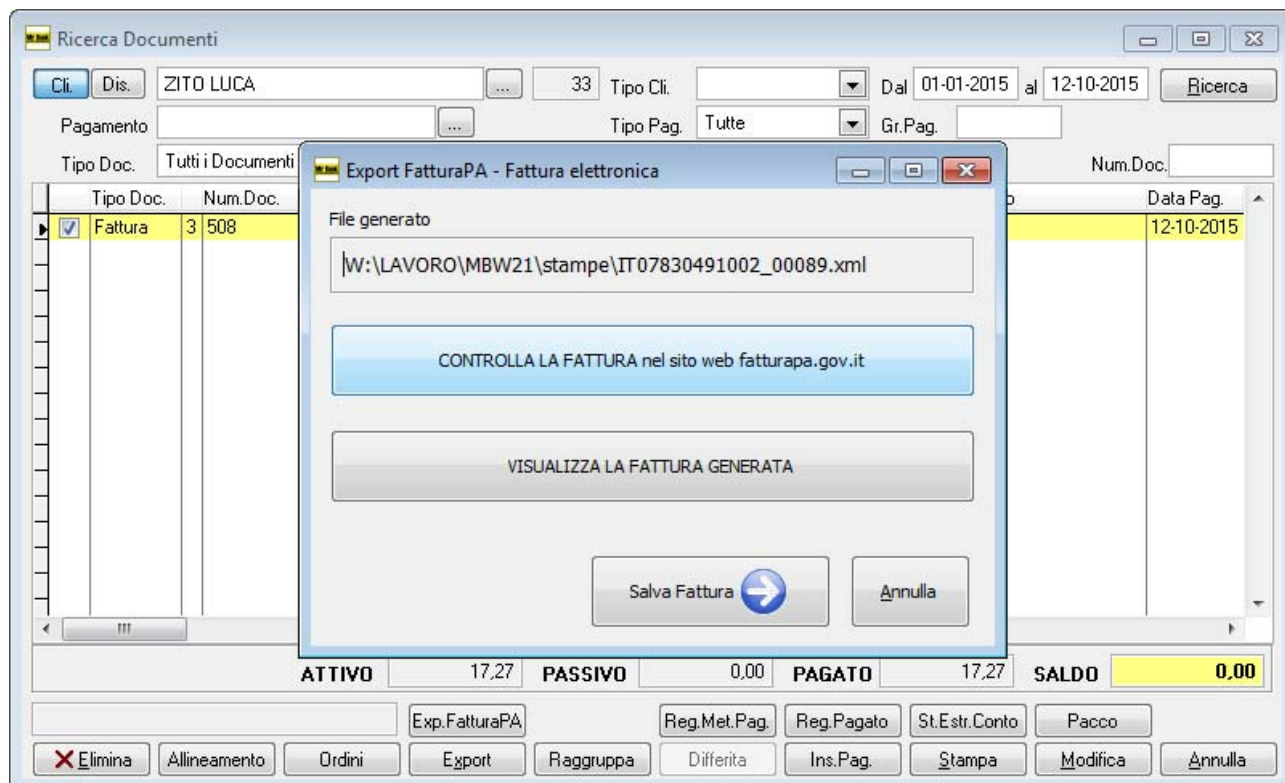 Ricerca Documenti
Cli. Dis. ZITO LUCA ... 33 Tipo Cli. Dal 01-01-2015 al 12-10-2015 Ricerca
Pagamento ... Tipo Pag. Tutte Gr.Pag.
Tipo Doc. Tutti i Documenti Num.Doc.
Tipo Doc. Num.Doc. Data Pag.
Fattura 3 508 12-10-2015
Export FatturaPA - Fattura elettronica
File generato
W:\LAVORO\MBW21\stampe\IT07830491002_00089.xml
CONTROLLA LA FATTURA nel sito web fatturapa.gov.it
VISUALIZZA LA FATTURA GENERATA
Salva Fattura Annulla
ATTIVO 17,27 PASSIVO 0,00 PAGATO 17,27 SALDO 0,00
Exp.FatturaPA Reg.Met.Pag. Reg.Pagato St.Estr.Conto Pacco
Elimina Allineamento Ordini Export Raggruppa Differita Ins.Pag. Stampa Modifica Annulla